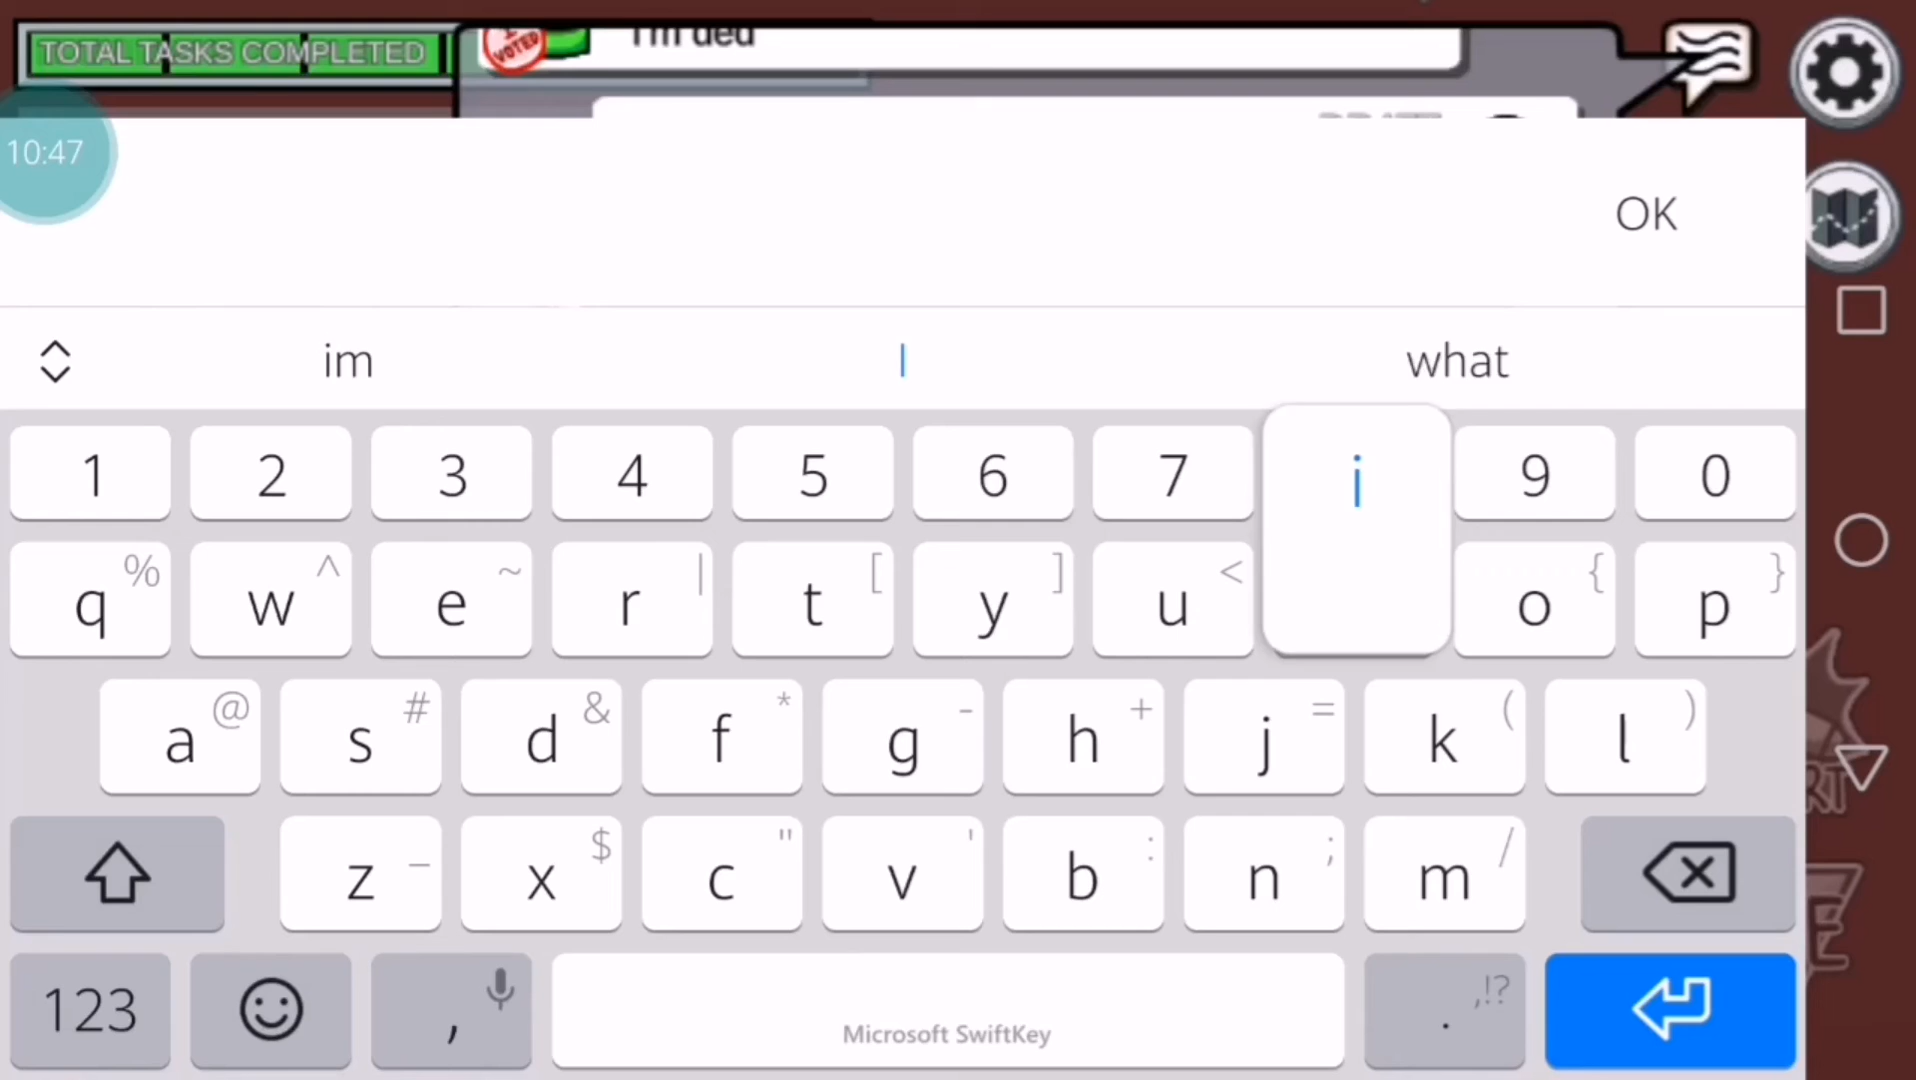 TOTAL TASKS COMPLETED
VOTED
I'm ded
10:47
OK
im I what
1 2 3 4 5 6 7 i 9 0
% ^ ~ | [ ] < { }
q w e r t y u o p
@ # & * - + = ( )
a s d f g h j k l
_ $ " ' : ; /
z x c v b n m
123 , . ,!?
Microsoft SwiftKey